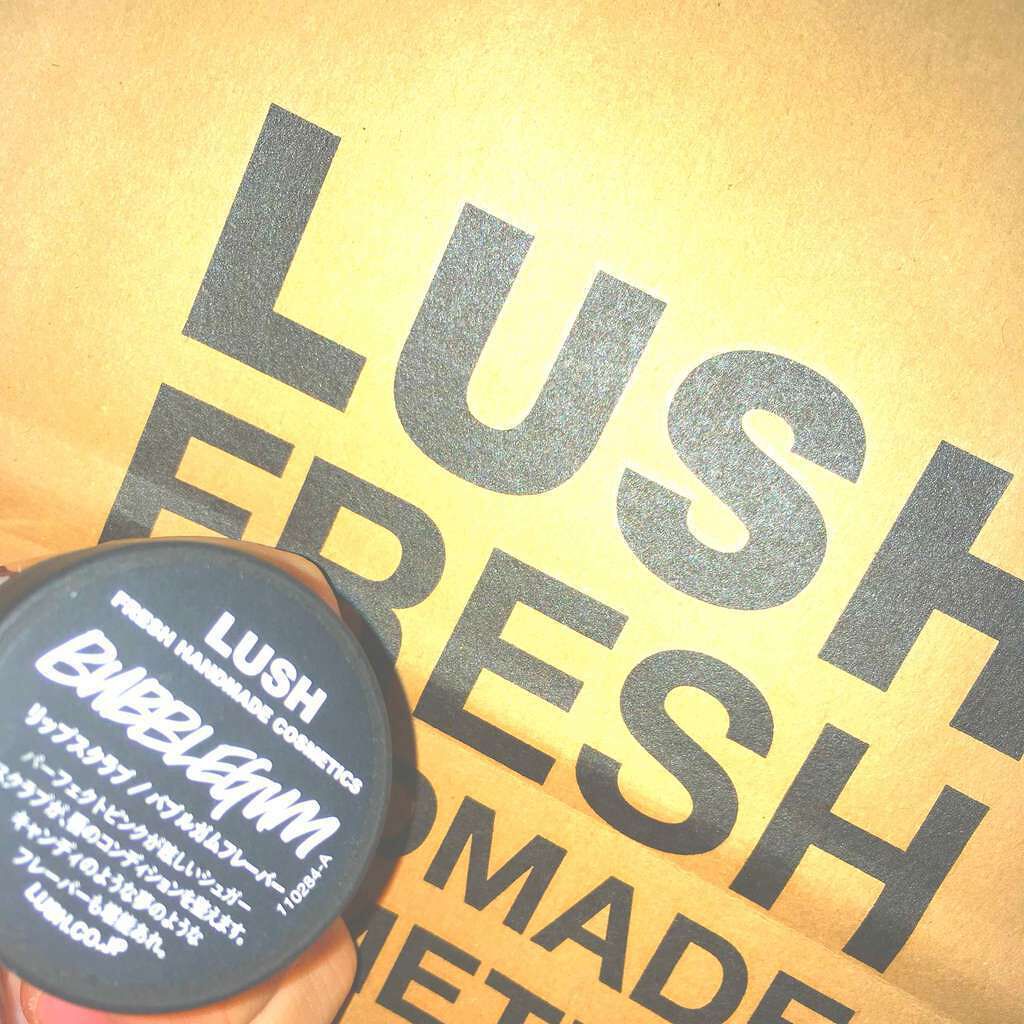 LUSH
FRESH
DMADE
MET
LUSH
FRESH HANDMADE COSMETICS
BUBBLEGUM
リップスクラブ / バブルガムフレーバー
パーフェクトピンクが欲しいシュガー
スクラブが、唇のコンディションを整えます。
キャンディのような夢のような
フレーバーも
LUSH.CO.JP
110284-A